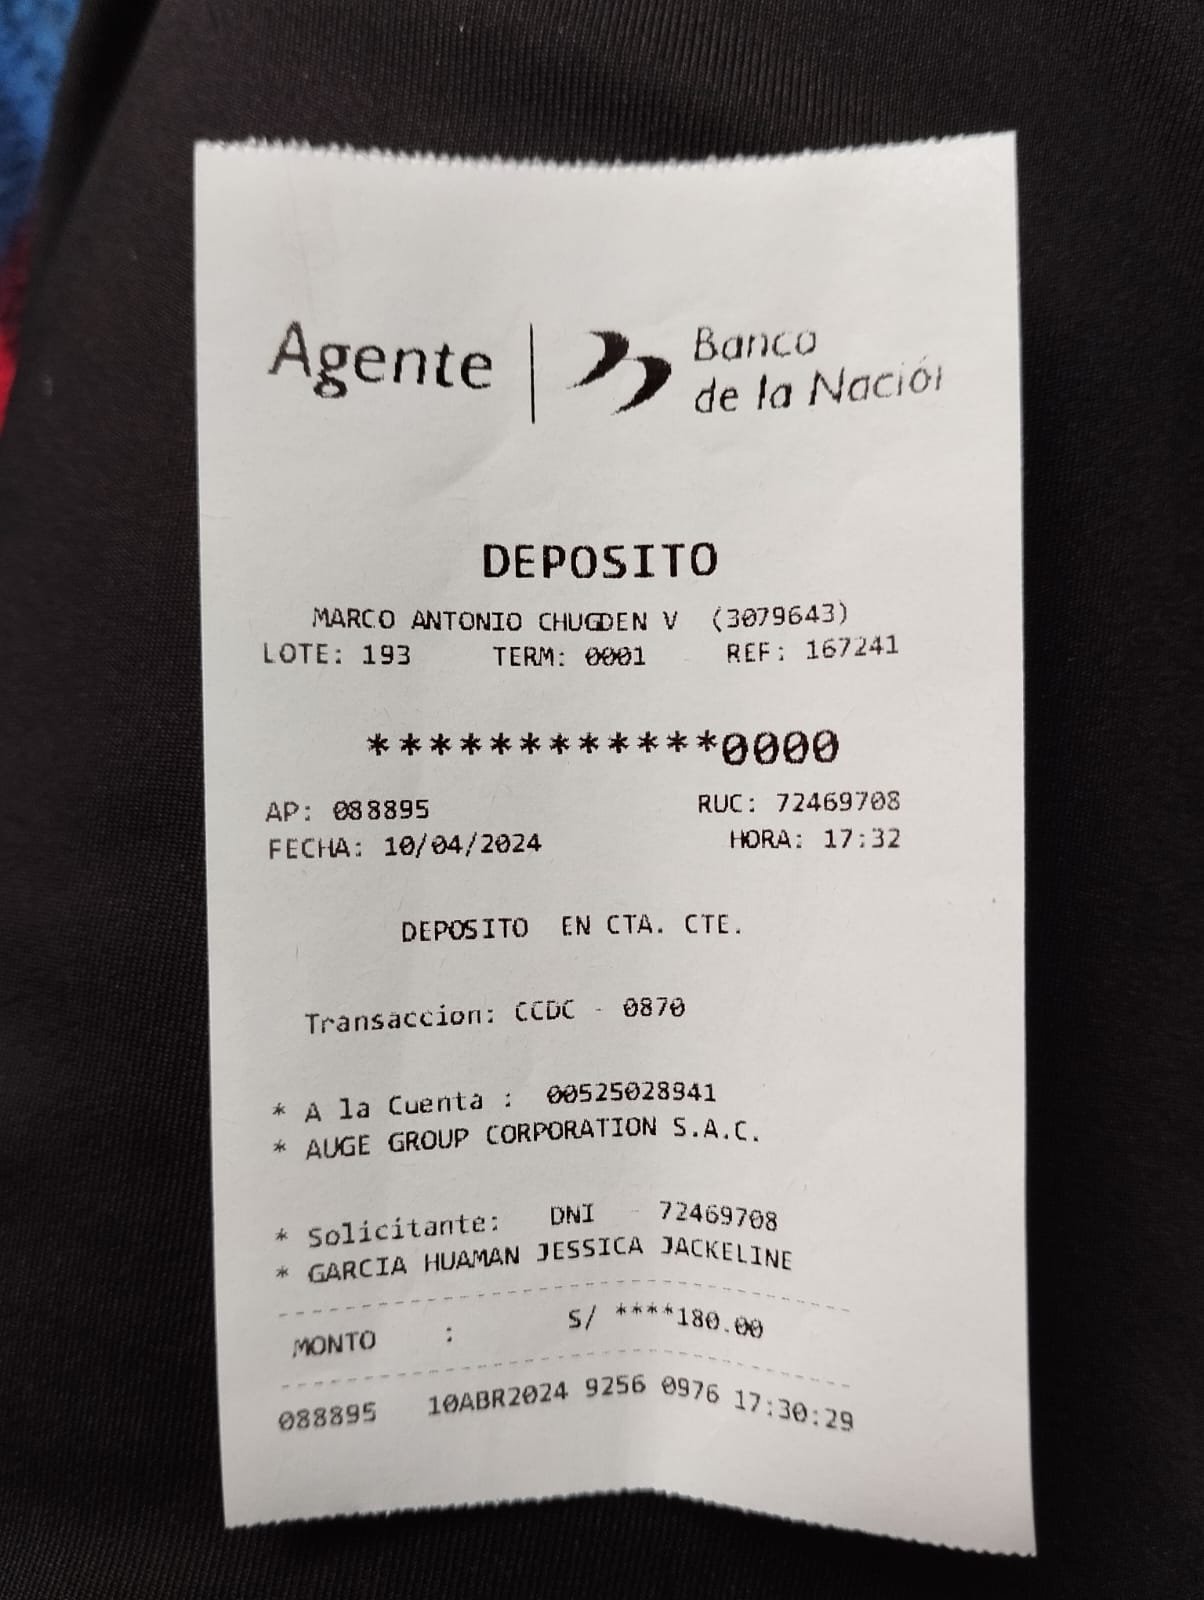 Agente | Banco
de la Nación
DEPOSITO
MARCO ANTONIO CHUGDEN V (3079643)
LOTE: 193 TERM: 0001 REF: 167241
************0000
AP: 088895 RUC: 72469708
FECHA: 10/04/2024 HORA: 17:32
DEPOSITO EN CTA. CTE.
Transaccion: CCDC - 0870
* A la Cuenta : 00525028941
* AUGE GROUP CORPORATION S.A.C.
* Solicitante: DNI - 72469708
* GARCIA HUAMAN JESSICA JACKELINE
MONTO : S/ ****180.00
088895 10ABR2024 9256 0976 17:30:29